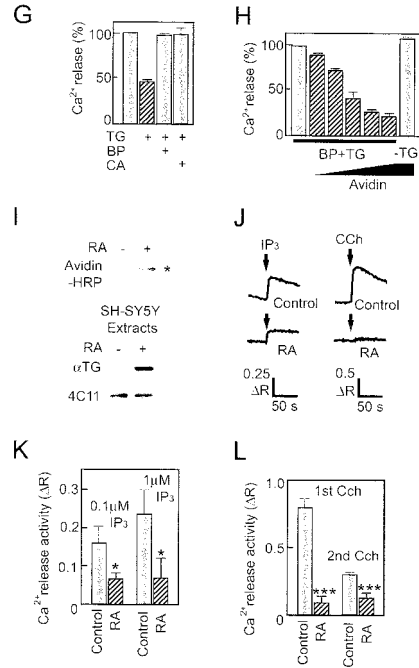 G
Ca²⁺ relase (%)
100
50
0
TG + + +
BP +
CA +
H
Ca²⁺ relase (%)
100
50
0
BP+TG -TG
Avidin
I
RA - +
Avidin
-HRP
*
SH-SY5Y
Extracts
RA - +
αTG
4C11
J
IP₃ CCh
Control Control
RA RA
0.25
ΔR
50 s
0.5
ΔR
50 s
K
Ca²⁺ release activity (ΔR)
0.3
0.2
0.1
0
0.1µM
IP₃
1µM
IP₃
* *
Control RA Control RA
L
Ca²⁺ release activity (ΔR)
1.0
0.5
0
1st Cch
2nd Cch
*** ***
Control RA Control RA